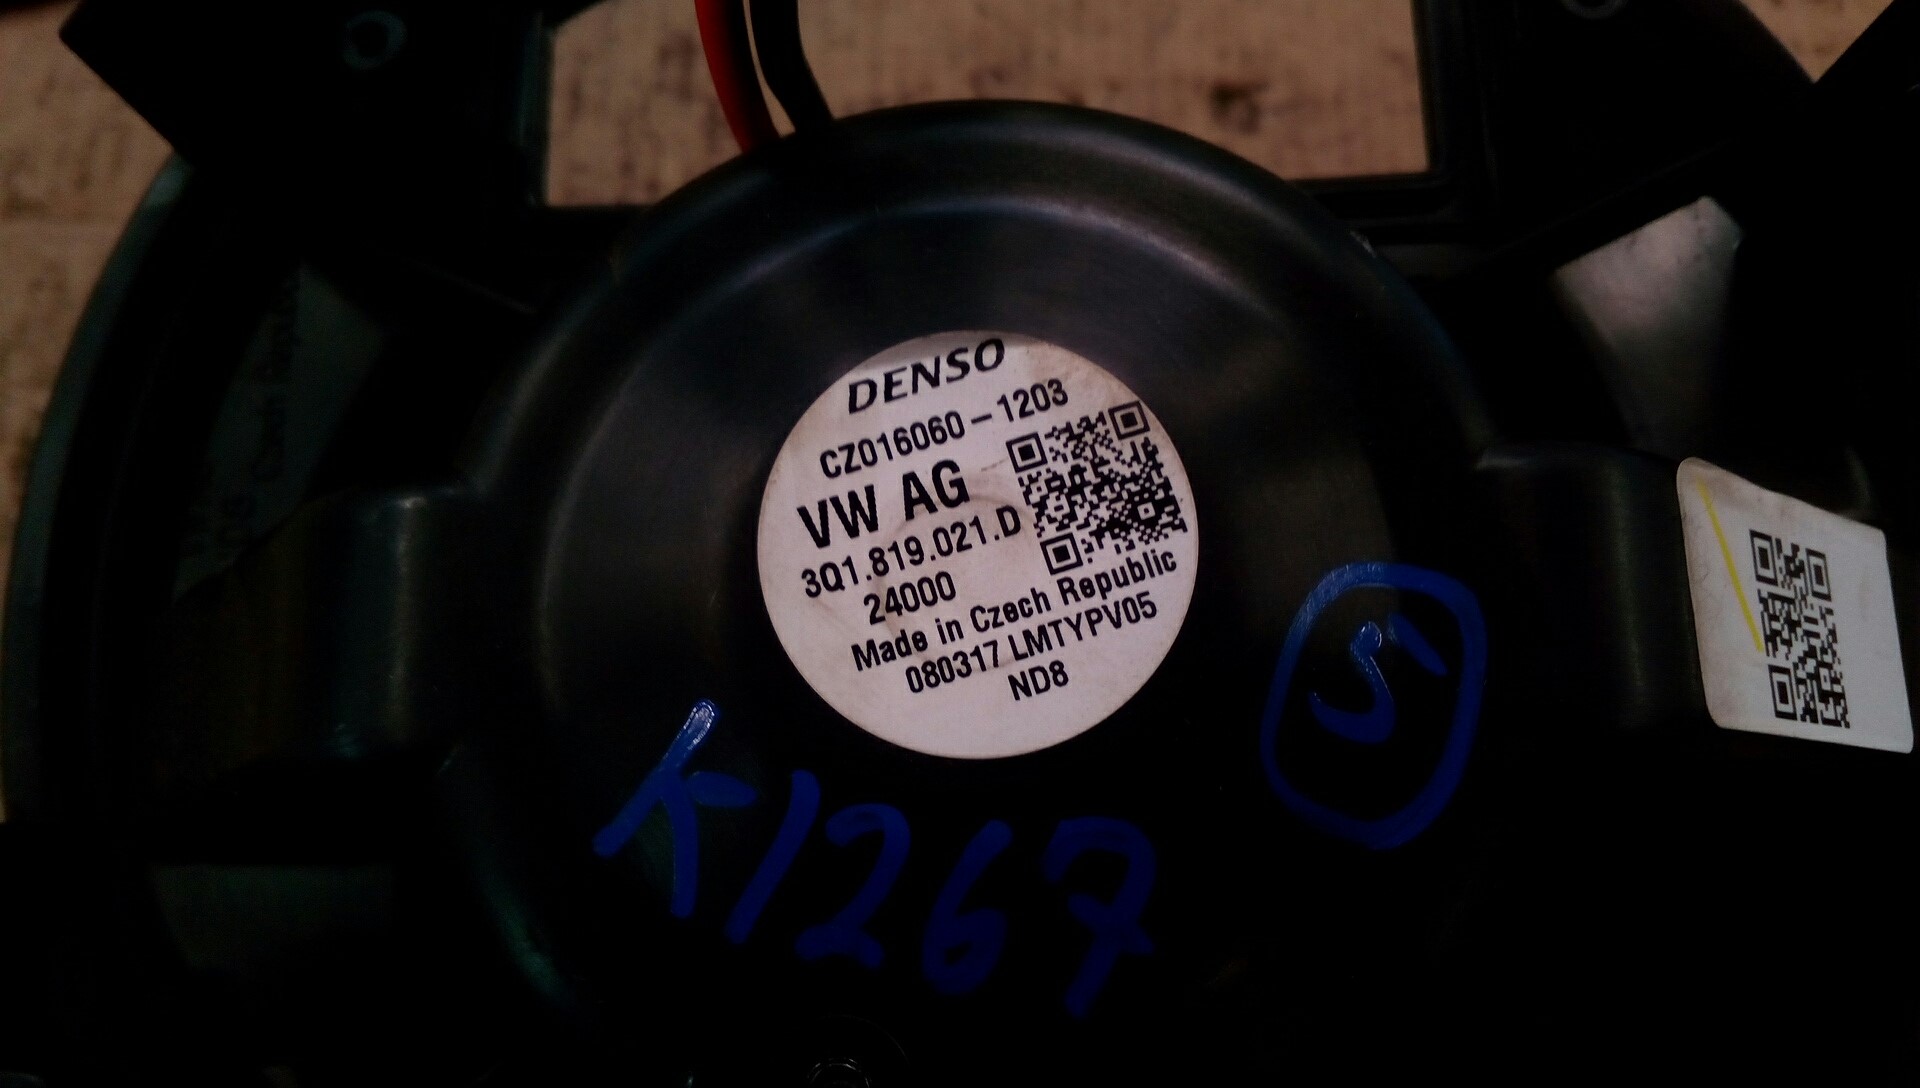 DENSO
CZ016060-1203
VW AG
3Q1.819.021.D
24000
Made in Czech Republic
080317 LMTYPV05
ND8
K1267